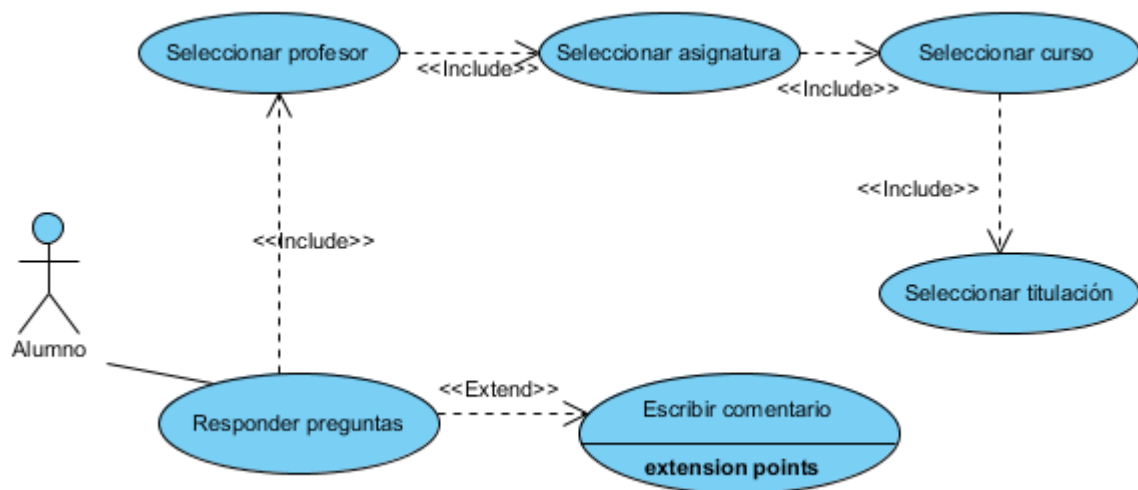 Seleccionar profesor
<<Include>>
Seleccionar asignatura
<<Include>>
Seleccionar curso
<<Include>>
Seleccionar titulación
<<Include>>
Alumno
Responder preguntas
<<Extend>>
Escribir comentario
extension points